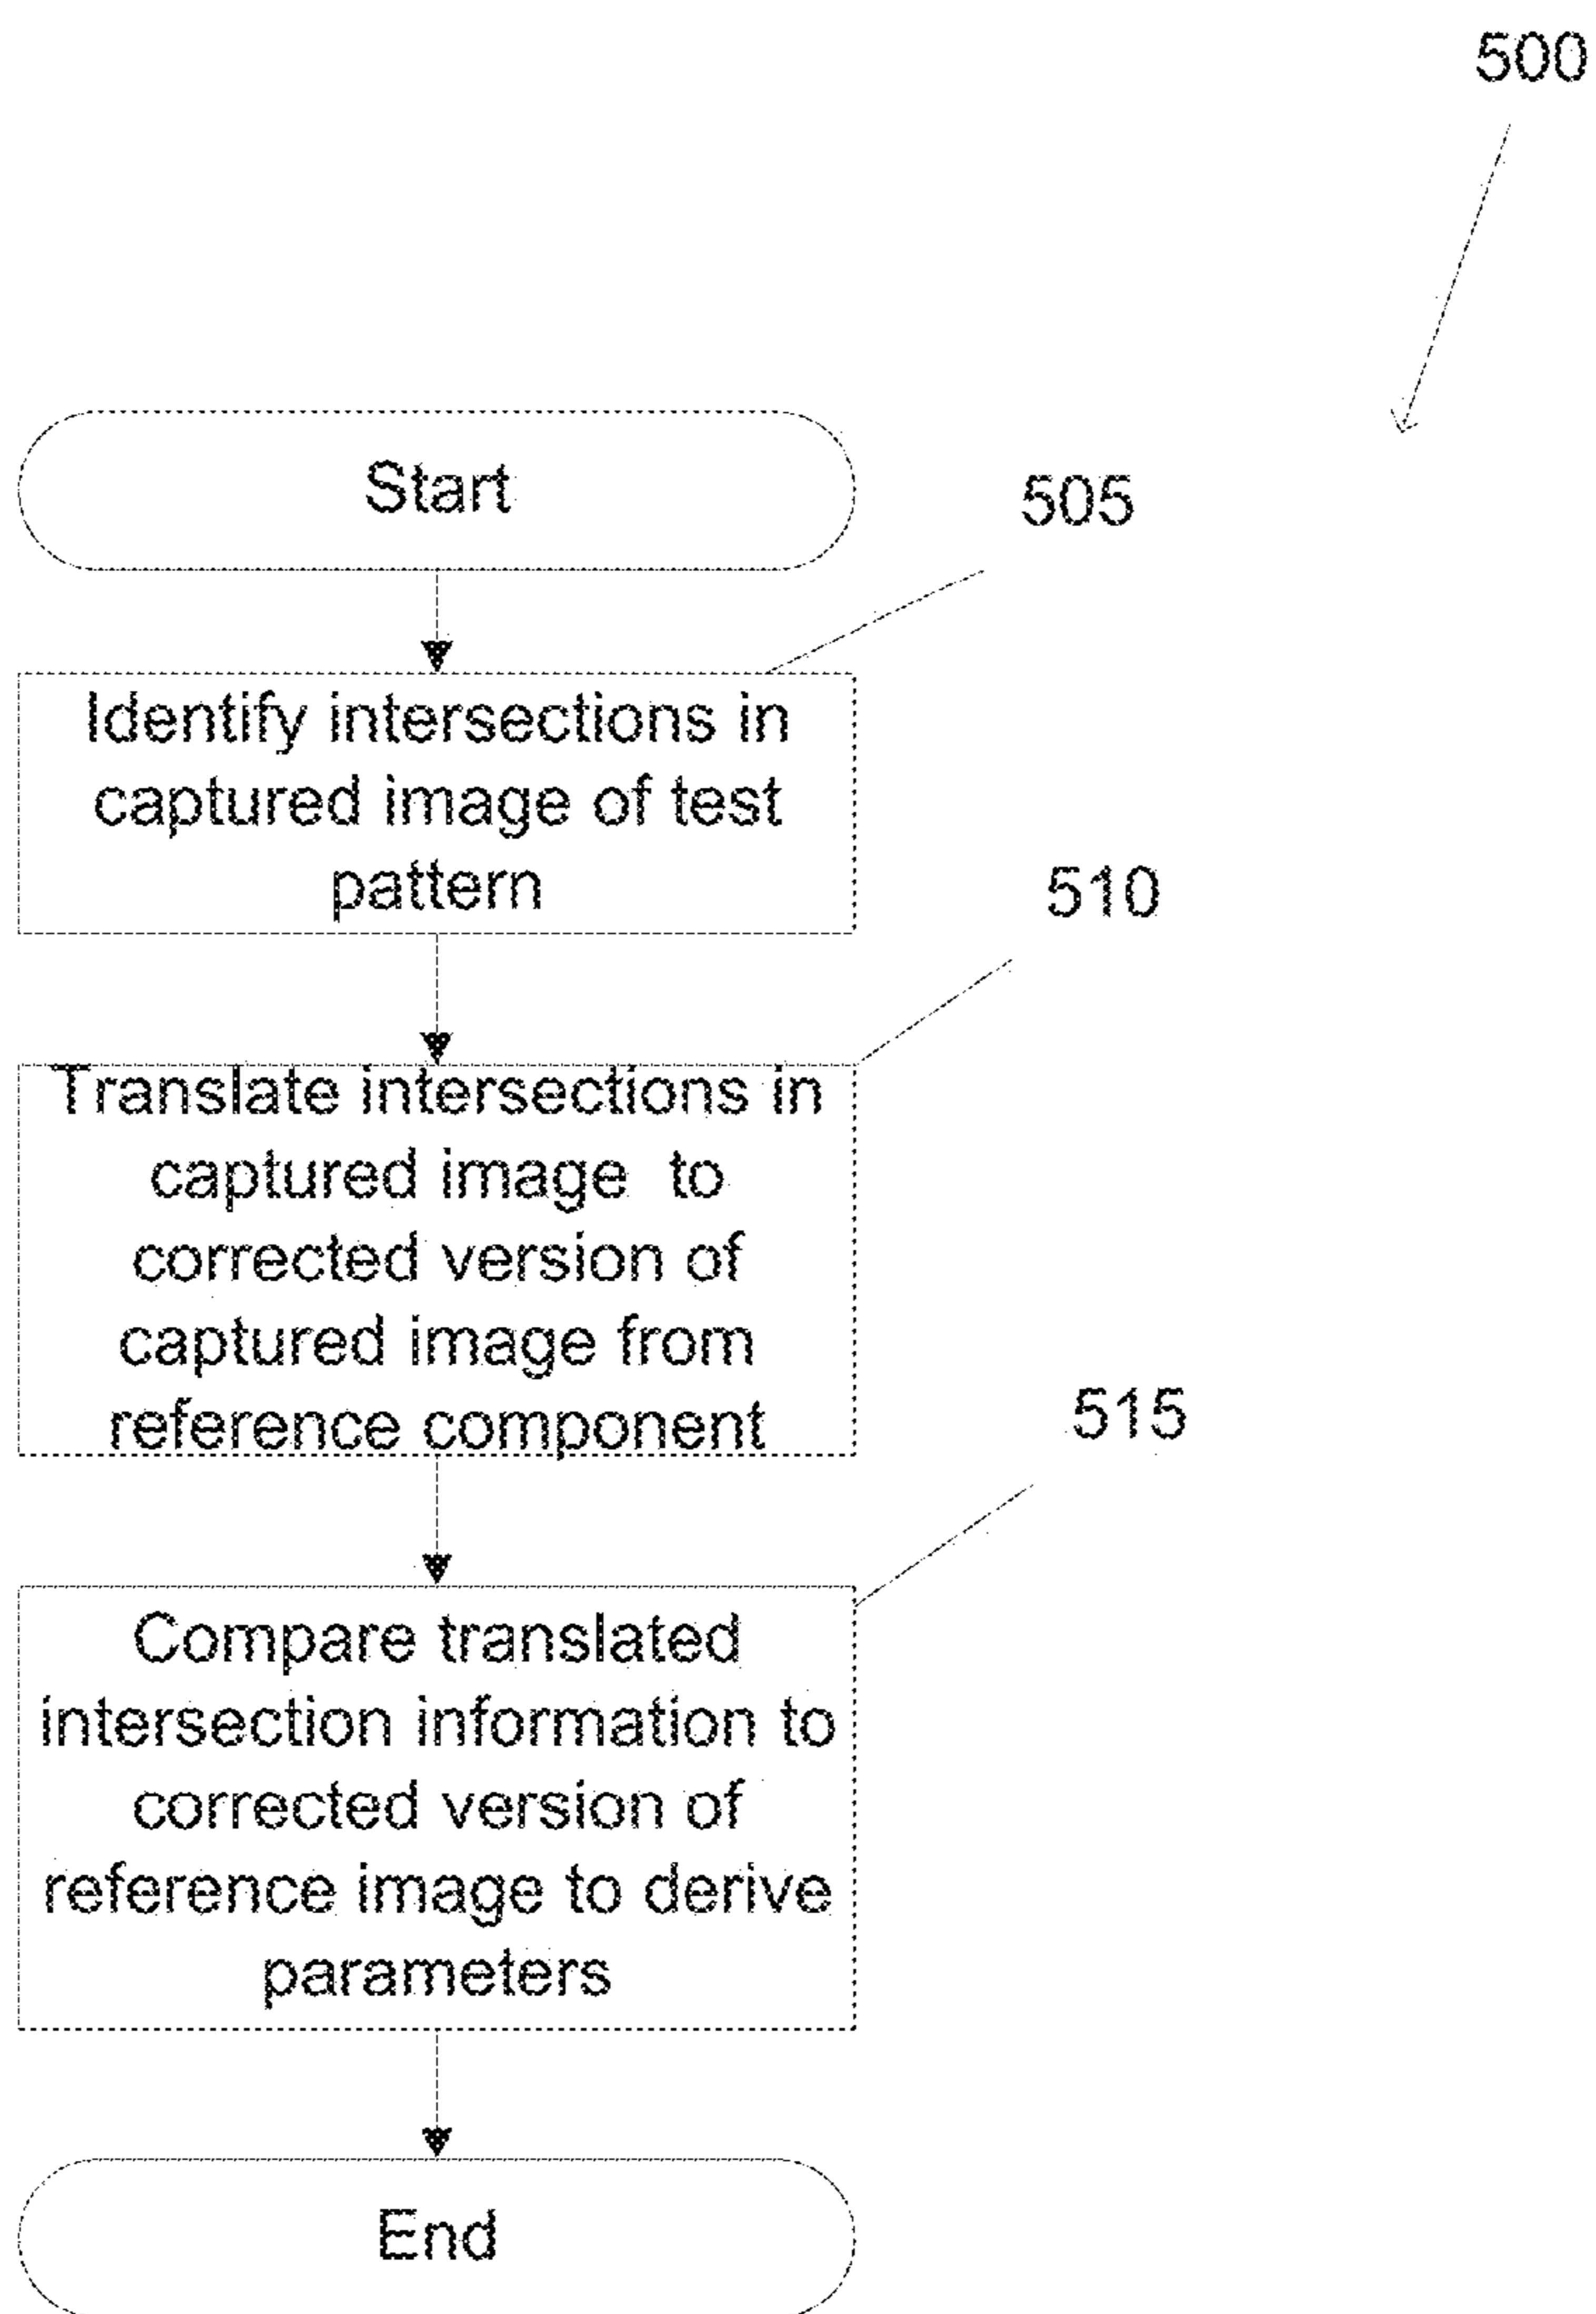 500
Start
505
Identify intersections in
captured image of test
pattern
510
Translate intersections in
captured image to
corrected version of
captured image from
reference component
515
Compare translated
intersection information to
corrected version of
reference image to derive
parameters
End